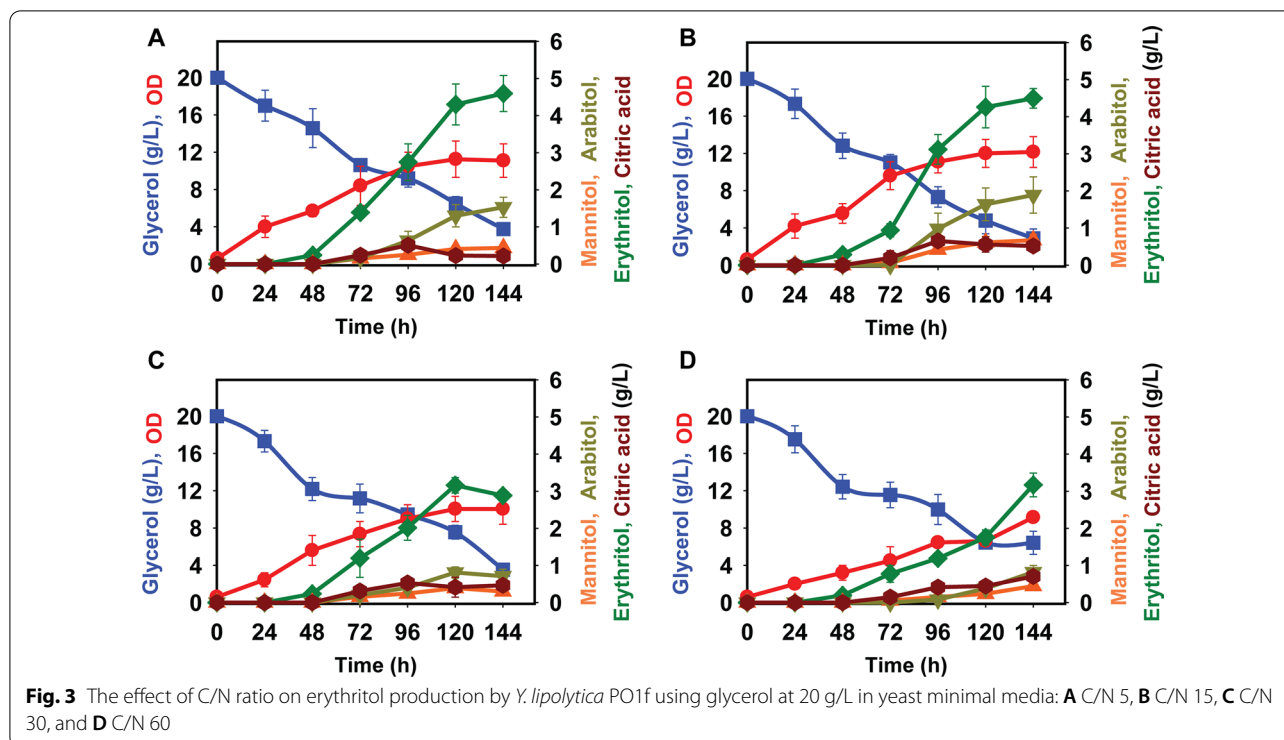 A
Glycerol (g/L), OD
20
16
12
8
4
0
0 24 48 72 96 120 144
Time (h)
6
5
4
3
2
1
0
Mannitol, Arabitol,
Erythritol, Citric acid
B
Glycerol (g/L), OD
20
16
12
8
4
0
0 24 48 72 96 120 144
Time (h)
6
5
4
3
2
1
0
Mannitol, Arabitol,
Erythritol, Citric acid (g/L)
C
Glycerol (g/L), OD
20
16
12
8
4
0
0 24 48 72 96 120 144
Time (h)
6
5
4
3
2
1
0
Mannitol, Arabitol,
Erythritol, Citric acid (g/L)
D
Glycerol (g/L), OD
20
16
12
8
4
0
0 24 48 72 96 120 144
Time (h)
6
5
4
3
2
1
0
Mannitol, Arabitol,
Erythritol, Citric acid (g/L)
Fig. 3 The effect of C/N ratio on erythritol production by Y. lipolytica PO1f using glycerol at 20 g/L in yeast minimal media: A C/N 5, B C/N 15, C C/N
30, and D C/N 60